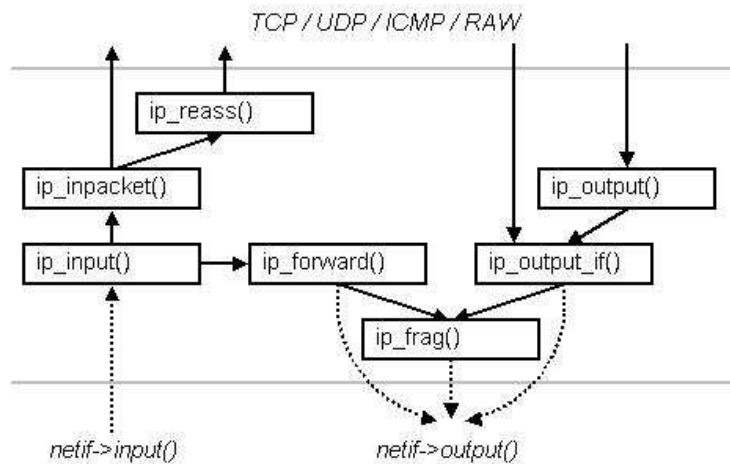 TCP / UDP / ICMP / RAW
ip_reass()
ip_inpacket()
ip_output()
ip_input()
ip_forward()
ip_output_if()
ip_frag()
netif->input()
netif->output()